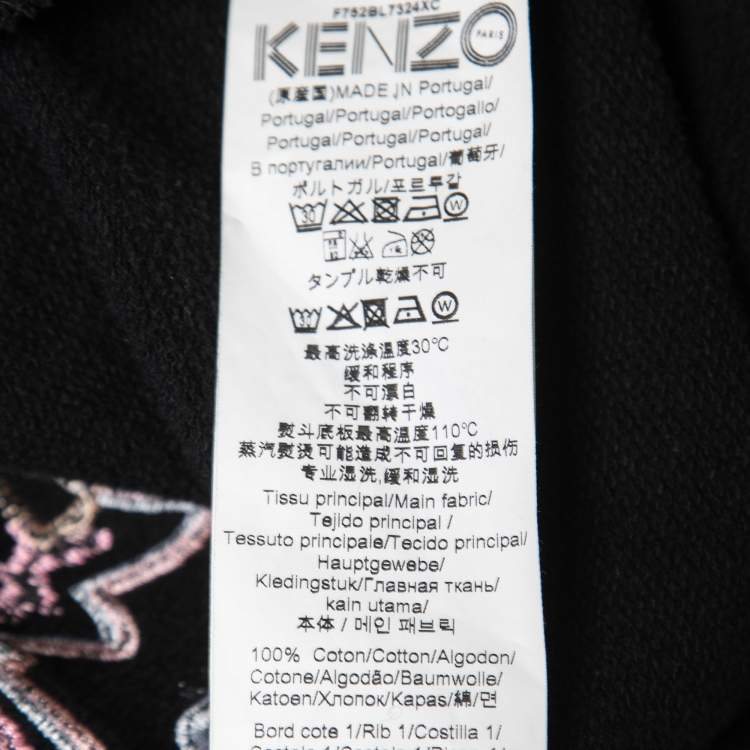 F752BL7324XC
KENZO
PARIS
(原産国)MADE IN Portugal/
Portugal/Portugal/Portogallo/
Portugal/Portugal/Portugal/
В португалии/Portugal/葡萄牙/
ポルトガル/포르투갈
30 W
タンブル乾燥不可
W
最高洗涤温度30℃
缓和程序
不可漂白
不可翻转干燥
熨斗底板最高温度110℃
蒸汽熨烫可能造成不可回复的损伤
专业湿洗,缓和湿洗
Tissu principal/Main fabric/
Tejido principal /
Tessuto principale/Tecido principal/
Hauptgewebe/
Kledingstuk/Главная ткань/
kain utama/
本体 / 메인 패브릭
100% Coton/Cotton/Algodon/
Cotone/Algodão/Baumwolle/
Katoen/Хлопок/Kapas/綿/면
Bord cote 1/Rib 1/Costilla 1/